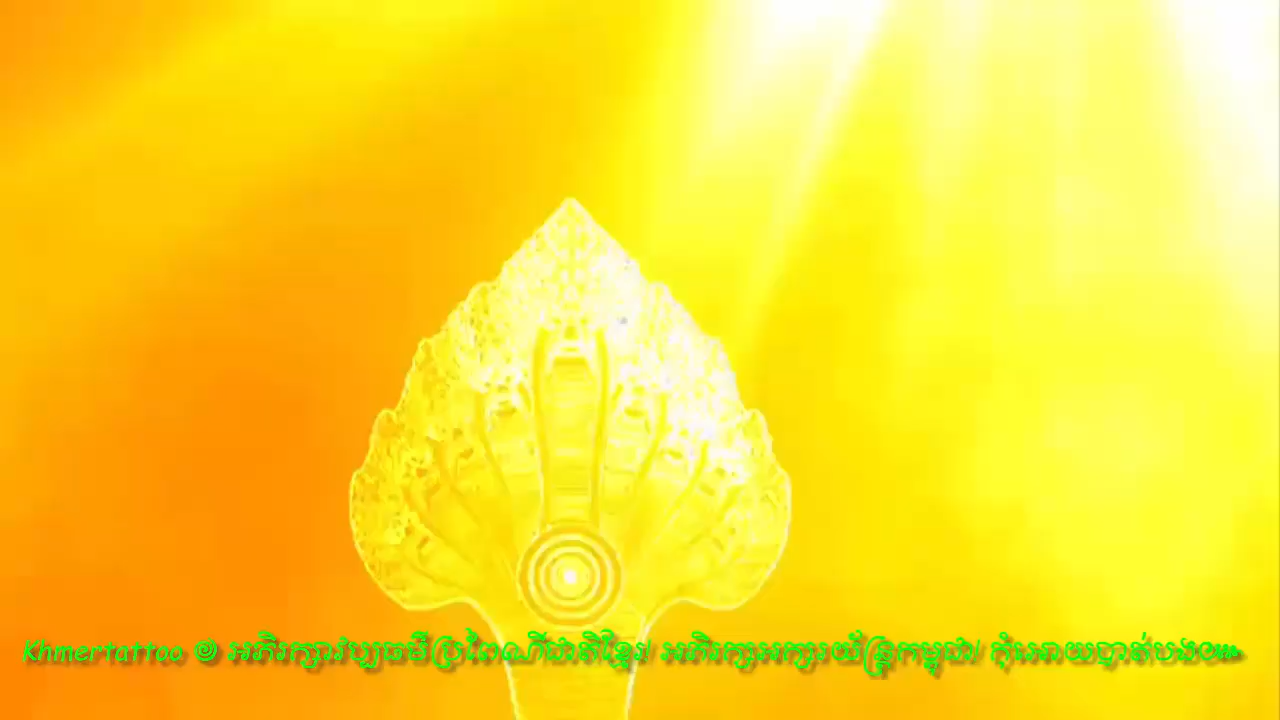 Khmertattoo ๑ អភិរក្សវប្បធម៌ ប្រពៃណីជាតិខ្មែរ/ អភិរក្សអក្សរយ័ន្តកម្ពុជា/ កុំអោយបាត់បង់